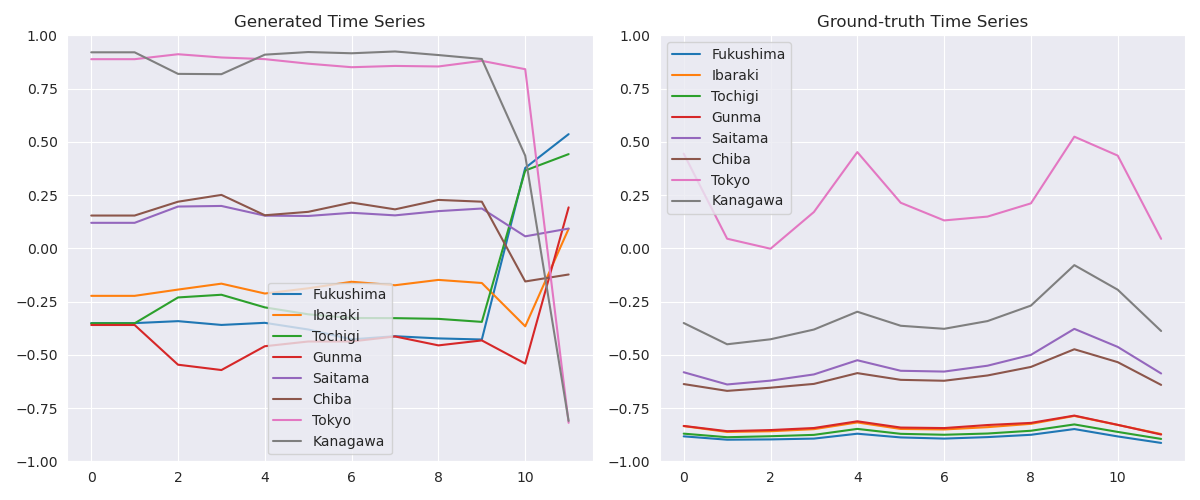 Generated Time Series
1.00
0.75
0.50
0.25
0.00
−0.25
−0.50
−0.75
−1.00
0 2 4 6 8 10
Fukushima
Ibaraki
Tochigi
Gunma
Saitama
Chiba
Tokyo
Kanagawa
Ground-truth Time Series
1.00
0.75
0.50
0.25
0.00
−0.25
−0.50
−0.75
−1.00
0 2 4 6 8 10
Fukushima
Ibaraki
Tochigi
Gunma
Saitama
Chiba
Tokyo
Kanagawa